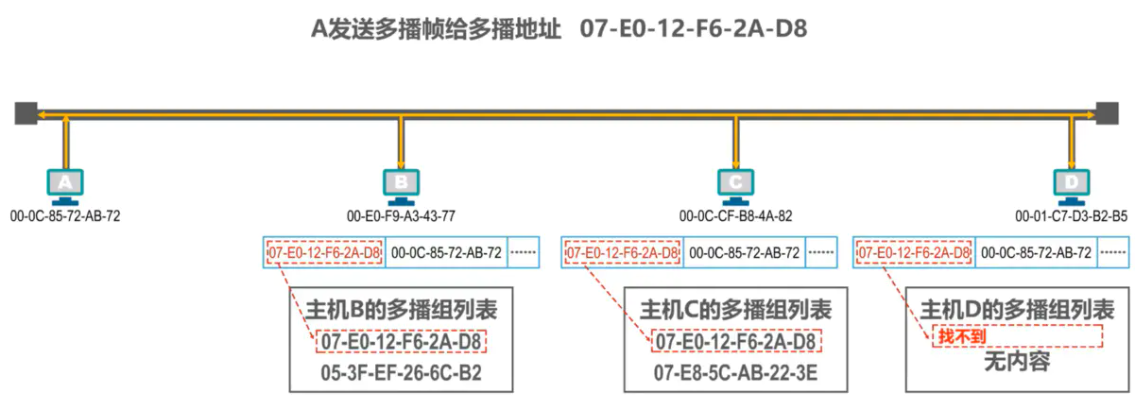 A发送多播帧给多播地址 07-E0-12-F6-2A-D8
A
B
C
D
00-0C-85-72-AB-72
00-E0-F9-A3-43-77
00-0C-CF-B8-4A-82
00-01-C7-D3-B2-B5
07-E0-12-F6-2A-D8 00-0C-85-72-AB-72 ······
07-E0-12-F6-2A-D8 00-0C-85-72-AB-72 ······
07-E0-12-F6-2A-D8 00-0C-85-72-AB-72 ······
主机B的多播组列表
07-E0-12-F6-2A-D8
05-3F-EF-26-6C-B2
主机C的多播组列表
07-E0-12-F6-2A-D8
07-E8-5C-AB-22-3E
主机D的多播组列表
找不到
无内容